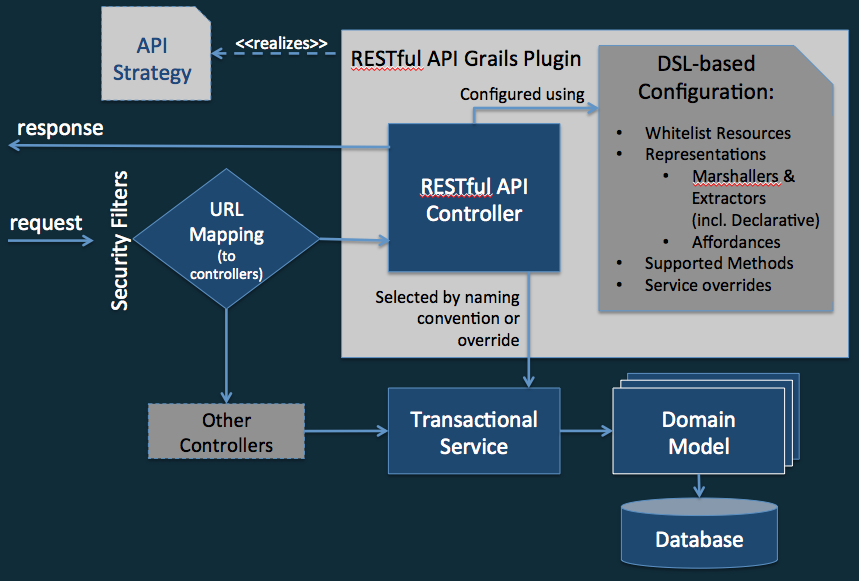 API
Strategy
<<realizes>>
RESTful API Grails Plugin
DSL-based
Configuration:
Configured using
• Whitelist Resources
• Representations
• Marshallers &
Extractors
(incl. Declarative)
• Affordances
• Supported Methods
• Service overrides
response
request
Security Filters
URL
Mapping
(to
controllers)
RESTful API
Controller
Selected by naming
convention or
override
Other
Controllers
Transactional
Service
Domain
Model
Database